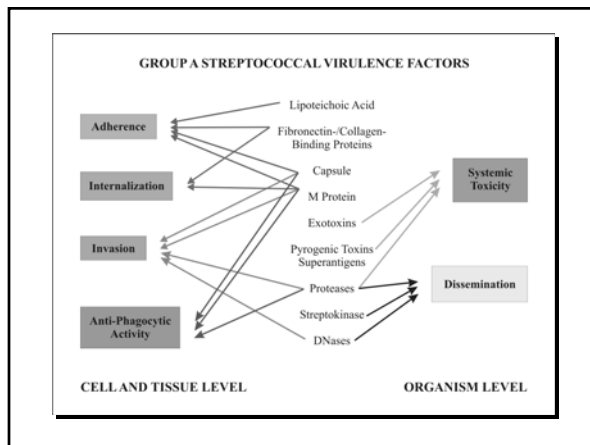 GROUP A STREPTOCOCCAL VIRULENCE FACTORS
Lipoteichoic Acid
Adherence
Fibronectin-/Collagen-
Binding Proteins
Capsule
Systemic
Toxicity
Internalization
M Protein
Exotoxins
Invasion
Pyrogenic Toxins
Superantigens
Proteases
Dissemination
Anti-Phagocytic
Activity
Streptokinase
DNases
CELL AND TISSUE LEVEL
ORGANISM LEVEL